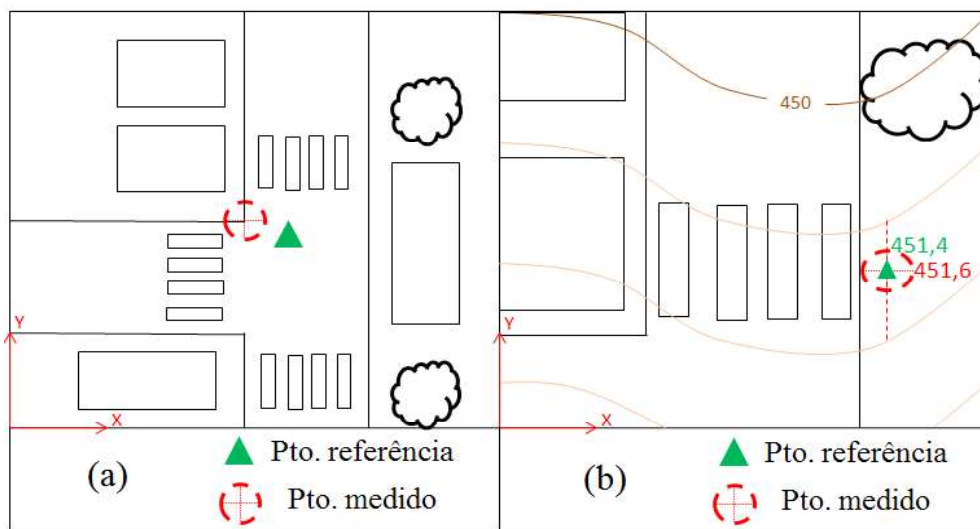 450
451,4
451,6
Y
X
Y
X
(a)
Pto. referência
Pto. medido
(b)
Pto. referência
Pto. medido